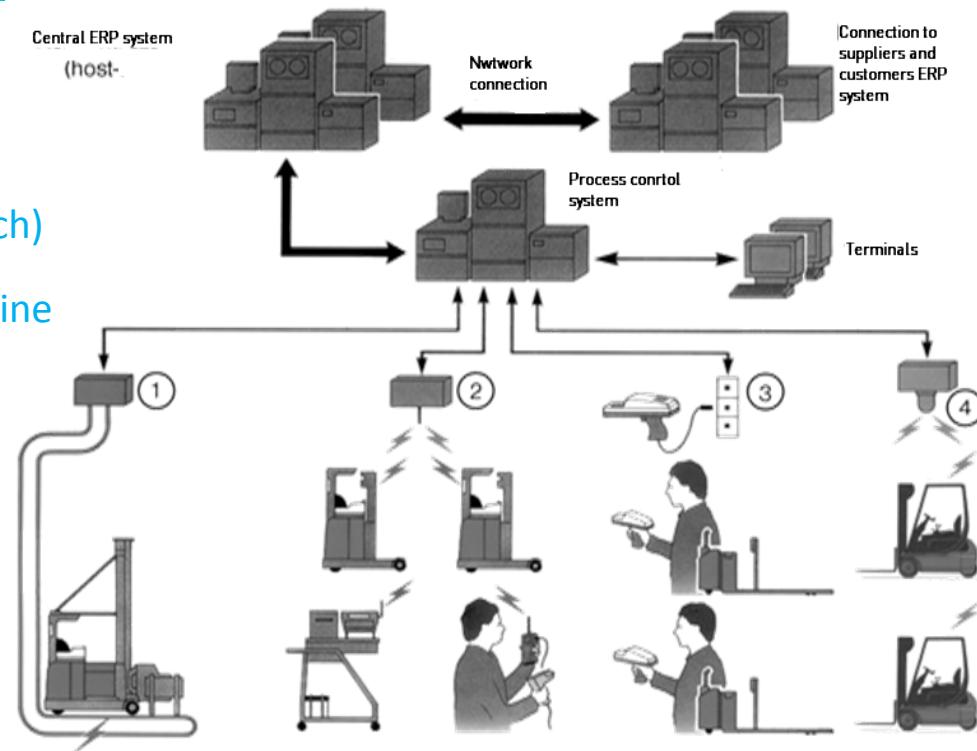 Central ERP system
(host-
Nwtwork
connection
Connection to
suppliers and
customers ERP
system
Process conrtol
system
ch)
Terminals
ine
1
2
3
4